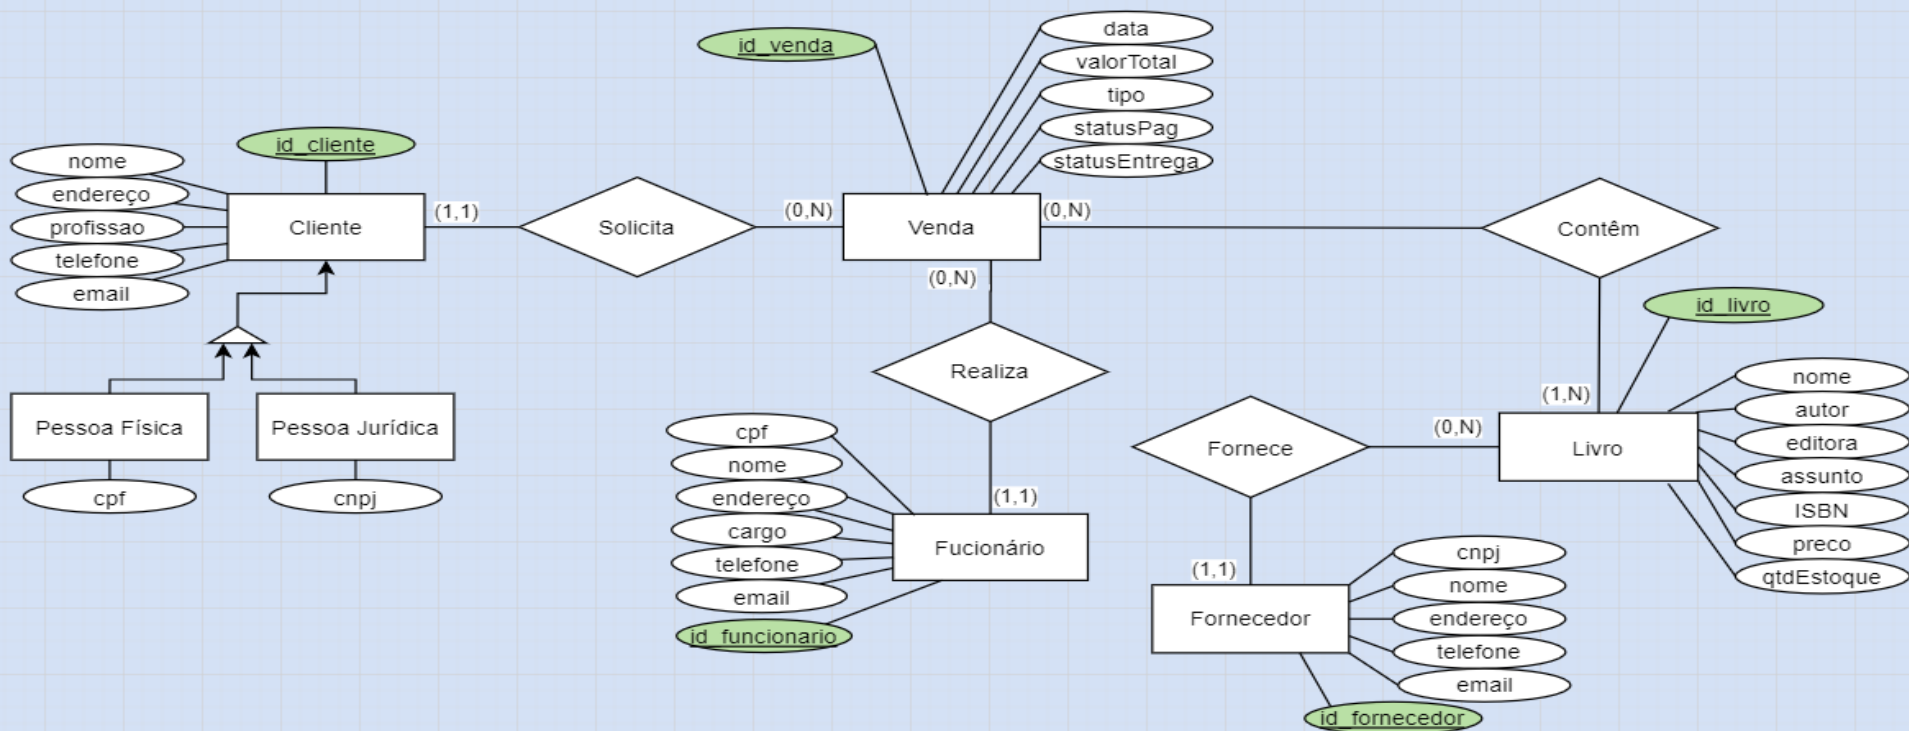 id_venda
data
valorTotal
tipo
statusPag
statusEntrega
id_cliente
nome
endereço
profissao
telefone
email
Cliente
(1,1)
Solicita
(0,N)
Venda
(0,N)
(0,N)
Contêm
Pessoa Física
Pessoa Jurídica
cpf
cnpj
Realiza
(1,1)
cpf
nome
endereço
cargo
telefone
email
id_funcionario
Fucionário
Fornece
(0,N)
(1,1)
(1,N)
Livro
id_livro
nome
autor
editora
assunto
ISBN
preco
qtdEstoque
Fornecedor
cnpj
nome
endereço
telefone
email
id_fornecedor